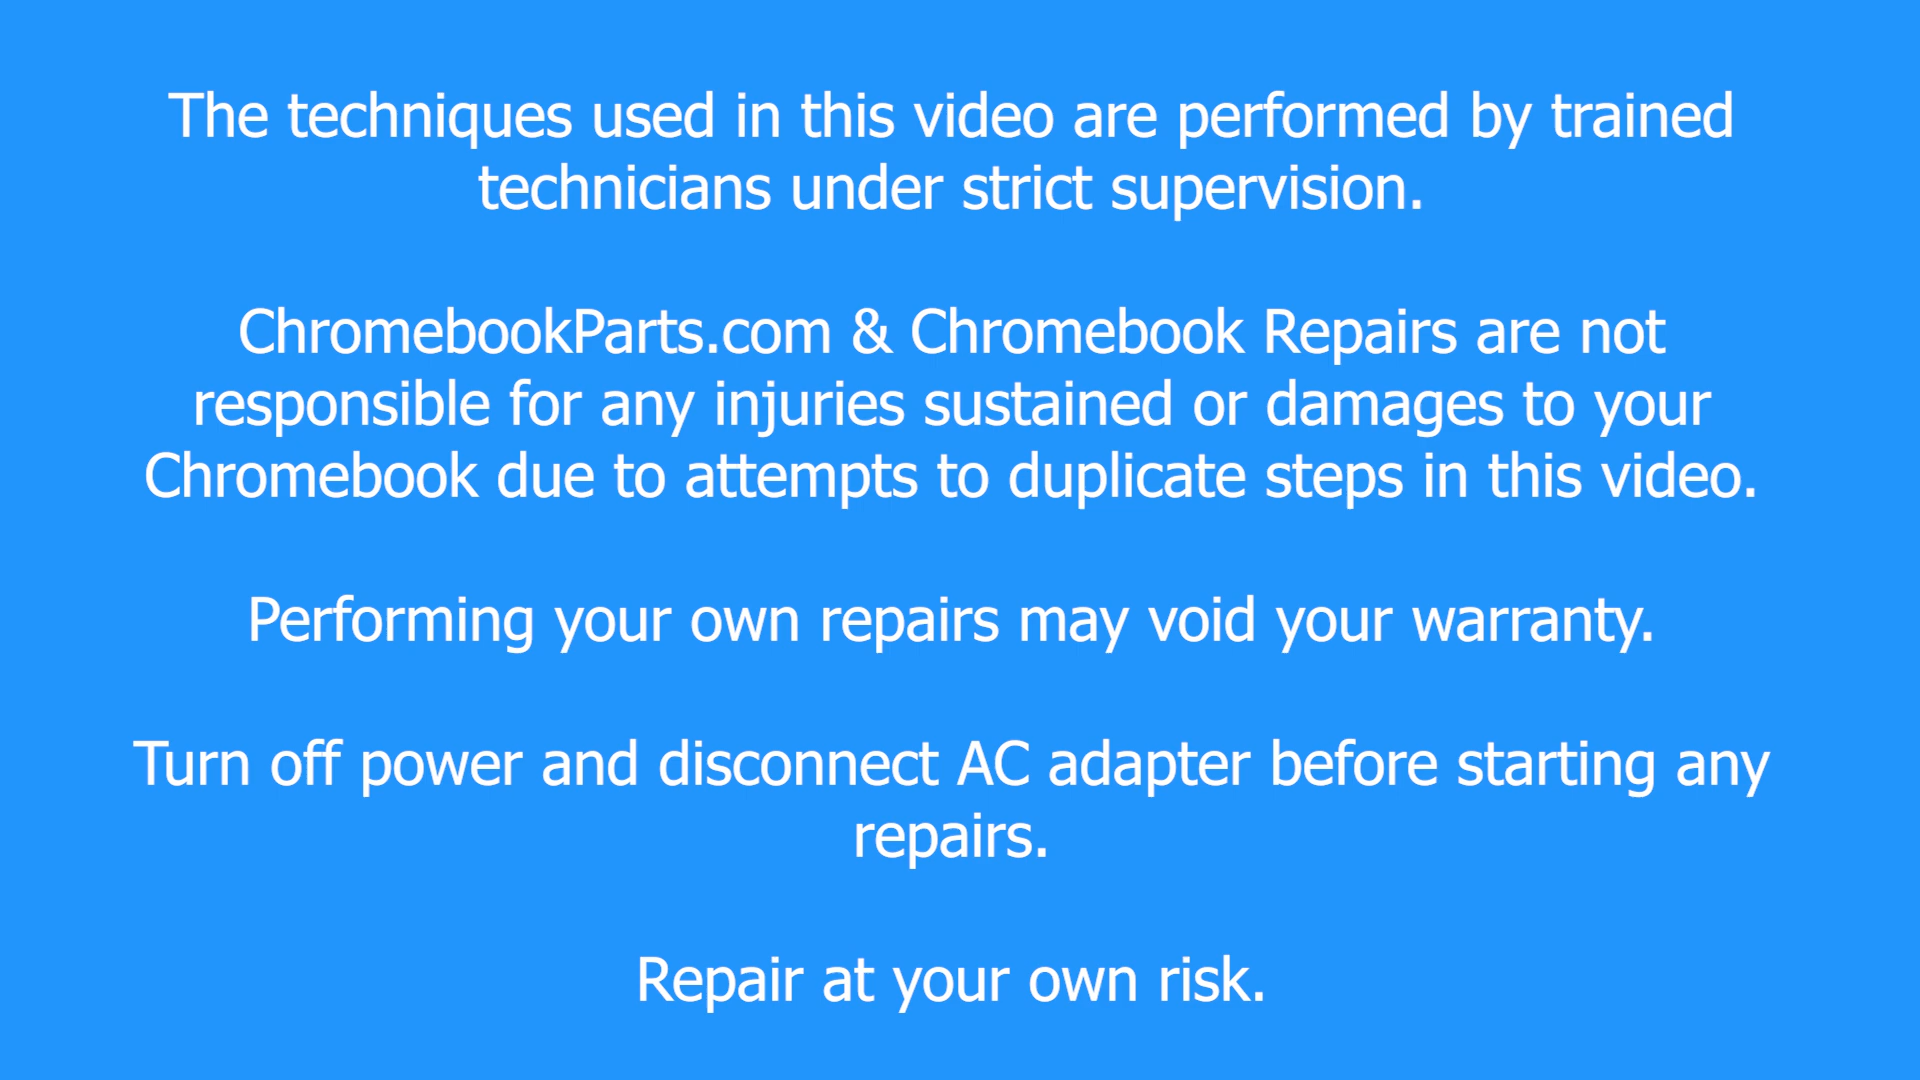 The techniques used in this video are performed by trained
technicians under strict supervision.
ChromebookParts.com & Chromebook Repairs are not
responsible for any injuries sustained or damages to your
Chromebook due to attempts to duplicate steps in this video.
Performing your own repairs may void your warranty.
Turn off power and disconnect AC adapter before starting any
repairs.
Repair at your own risk.